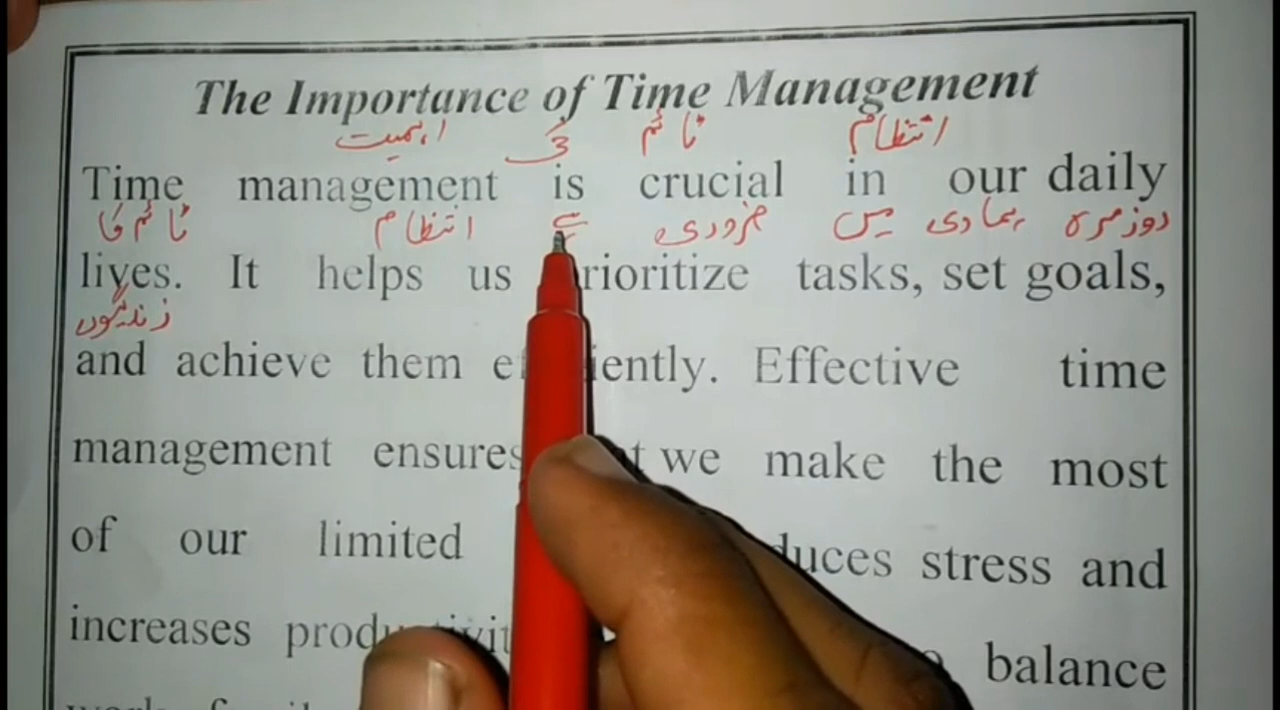 The Importance of Time Management
اہمیت کی ٹائم انتظام
Time management is crucial in our daily
ٹائم کا انتظام ہے ضروری میں ہماری روزمرہ
lives. It helps us rioritize tasks, set goals,
زندگیوں
and achieve them e iently. Effective time
management ensures t we make the most
of our limited duces stress and
increases produ ivit balance